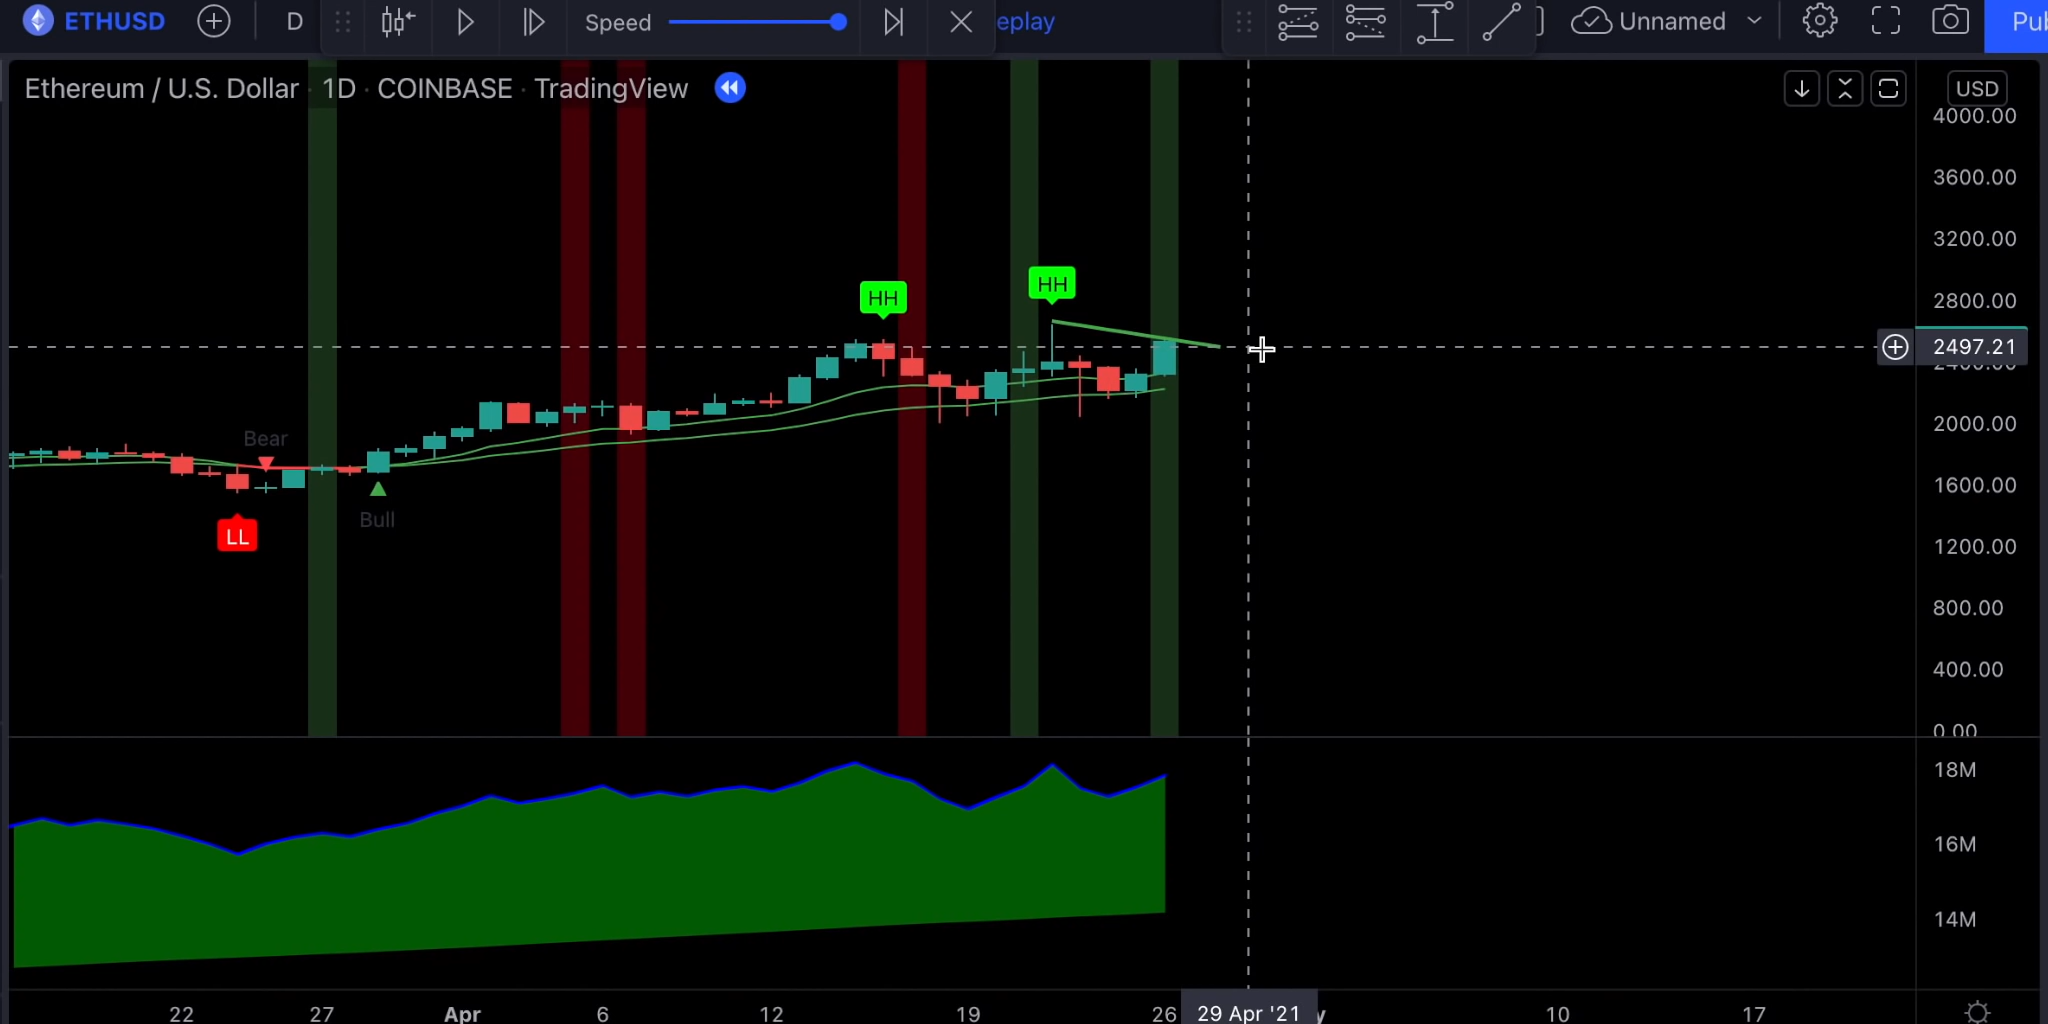 ETHUSD D Speed eplay Unnamed Pub
Ethereum / U.S. Dollar · 1D · COINBASE · TradingView
USD
4000.00
3600.00
3200.00
HH
HH
2800.00
2497.21
2000.00
Bear
1600.00
Bull
LL
1200.00
800.00
400.00
0.00
18M
16M
14M
22 27 Apr 6 12 19 26 29 Apr '21 10 17